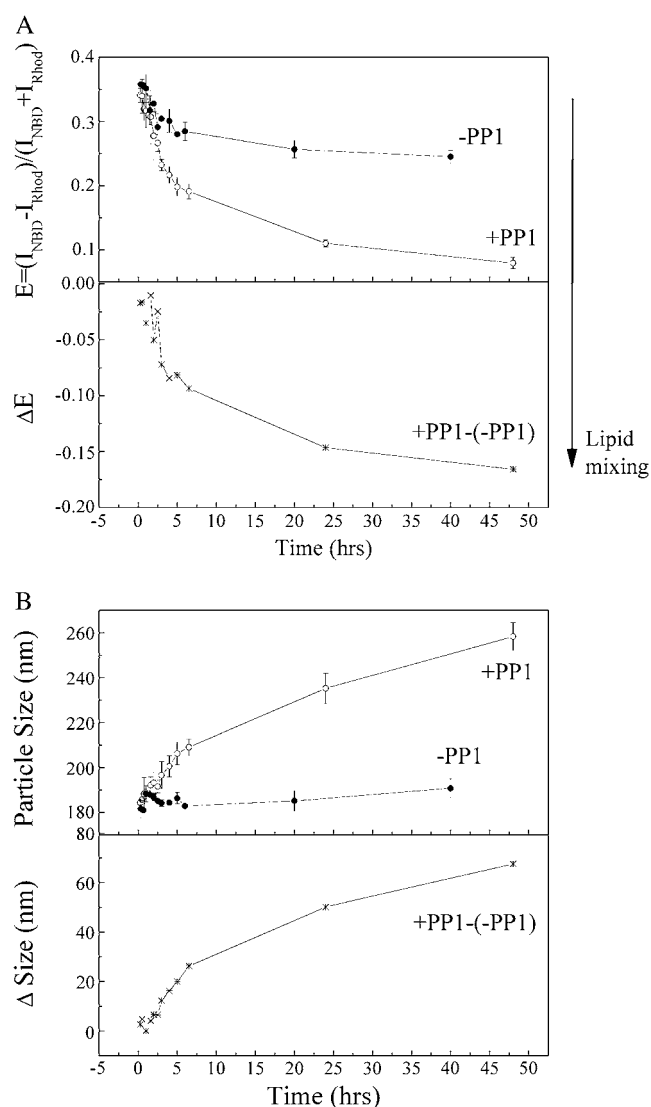 A
E=(I_NBD-I_Rhod)/(I_NBD+I_Rhod)
0.4
0.3
0.2
0.1
-PP1
+PP1
0.00
-0.05
-0.10
-0.15
-0.20
ΔE
+PP1-(-PP1)
-5 0 5 10 15 20 25 30 35 40 45 50
Time (hrs)
Lipid
mixing
B
Particle Size (nm)
260
240
220
200
180
80
+PP1
-PP1
Δ Size (nm)
60
40
20
0
+PP1-(-PP1)
-5 0 5 10 15 20 25 30 35 40 45 50
Time (hrs)